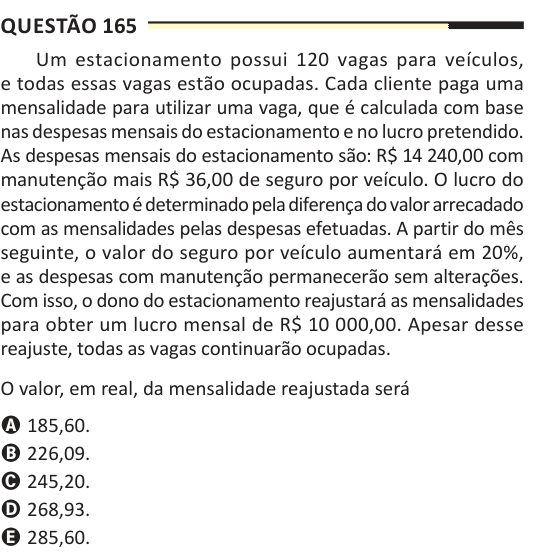 QUESTÃO 165
Um estacionamento possui 120 vagas para veículos,
e todas essas vagas estão ocupadas. Cada cliente paga uma
mensalidade para utilizar uma vaga, que é calculada com base
nas despesas mensais do estacionamento e no lucro pretendido.
As despesas mensais do estacionamento são: R$ 14 240,00 com
manutenção mais R$ 36,00 de seguro por veículo. O lucro do
estacionamento é determinado pela diferença do valor arrecadado
com as mensalidades pelas despesas efetuadas. A partir do mês
seguinte, o valor do seguro por veículo aumentará em 20%,
e as despesas com manutenção permanecerão sem alterações.
Com isso, o dono do estacionamento reajustará as mensalidades
para obter um lucro mensal de R$ 10 000,00. Apesar desse
reajuste, todas as vagas continuarão ocupadas.
O valor, em real, da mensalidade reajustada será
A 185,60.
B 226,09.
C 245,20.
D 268,93.
E 285,60.